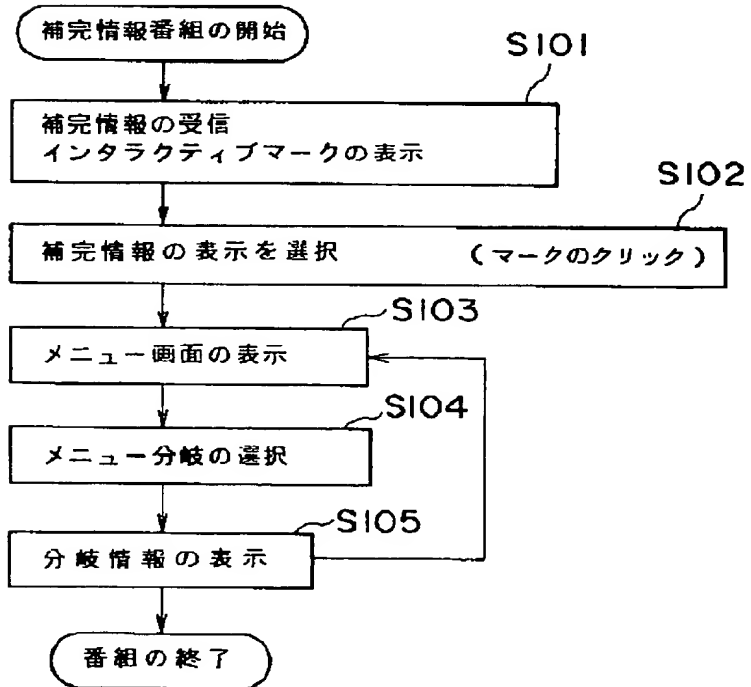 補完情報番組の開始
S101
補完情報の受信
インタラクティブマークの表示
S102
補完情報の表示を選択 (マークのクリック)
S103
メニュー画面の表示
S104
メニュー分岐の選択
S105
分岐情報の表示
番組の終了